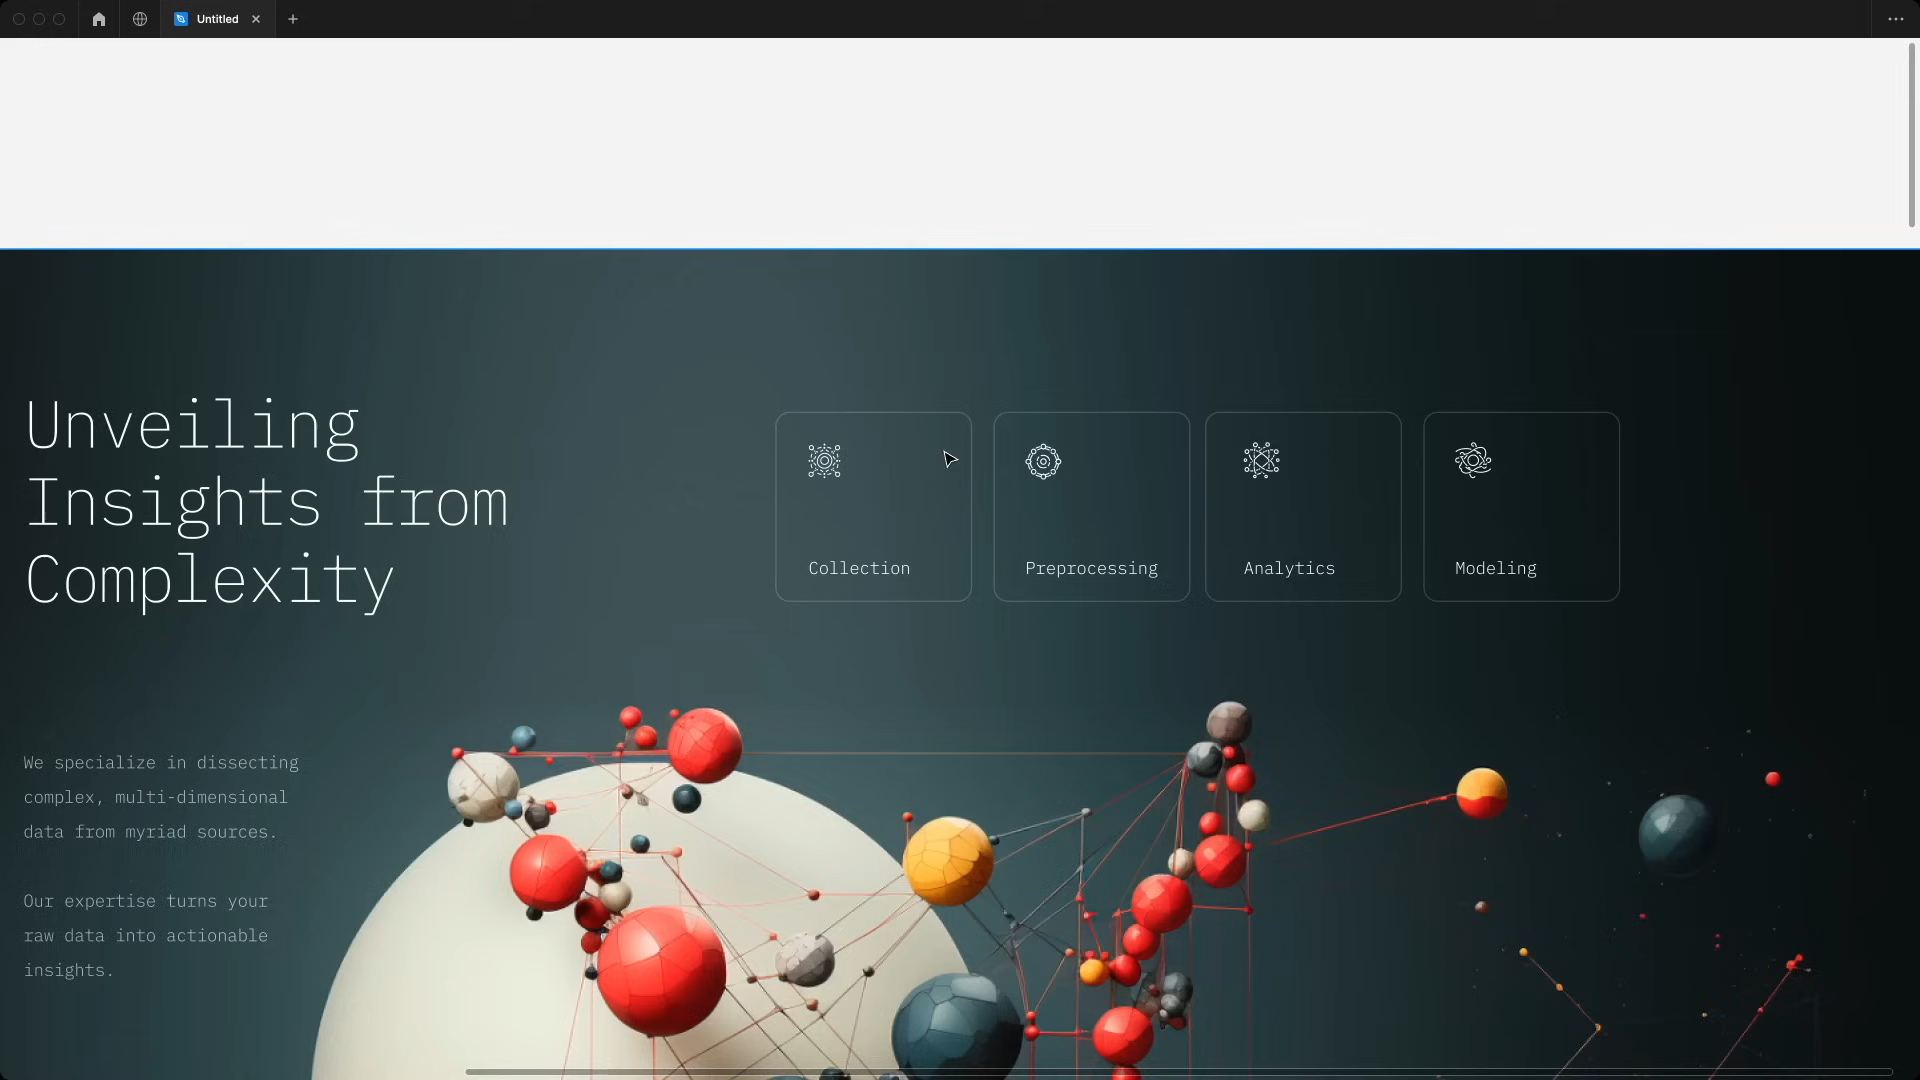 Untitled
Unveiling
Insights from
Complexity
Collection
Preprocessing
Analytics
Modeling
We specialize in dissecting
complex, multi-dimensional
data from myriad sources.
Our expertise turns your
raw data into actionable
insights.